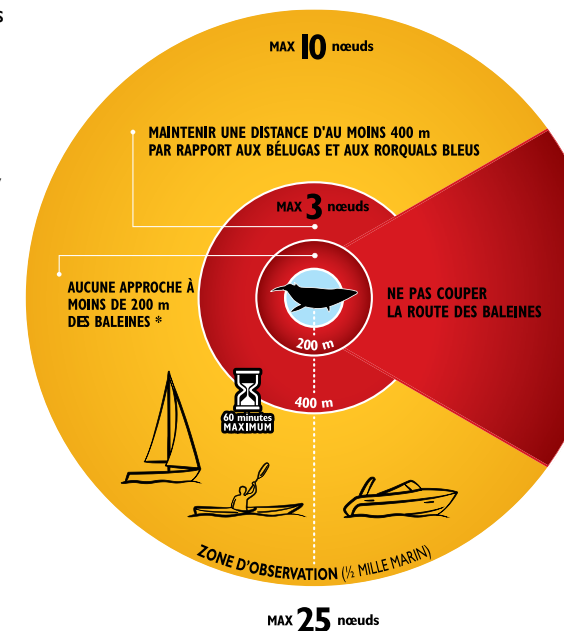 s
MAX 10 nœuds
MAINTENIR UNE DISTANCE D'AU MOINS 400 m
PAR RAPPORT AUX BÉLUGAS ET AUX RORQUALS BLEUS
MAX 3 nœuds
AUCUNE APPROCHE À
MOINS DE 200 m
DES BALEINES *
NE PAS COUPER
LA ROUTE DES BALEINES
200 m
400 m
60 minutes
MAXIMUM
ZONE D'OBSERVATION (½ MILLE MARIN)
MAX 25 nœuds